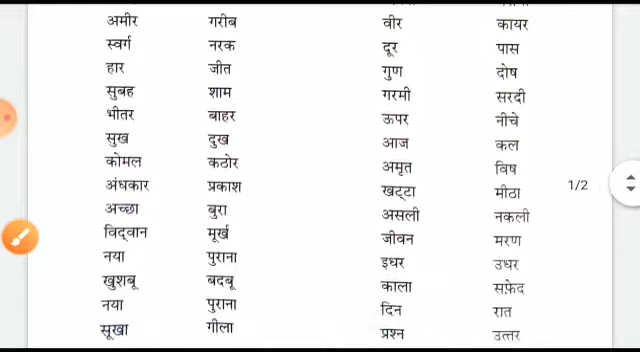 अमीर गरीब वीर कायर
स्वर्ग नरक दूर पास
हार जीत गुण दोष
सुबह शाम गरमी सरदी
भीतर बाहर ऊपर नीचे
सुख दुख आज कल
कोमल कठोर अमृत विष
अंधकार प्रकाश खट्टा मीठा 1/2
अच्छा बुरा असली नकली
विद्वान मूर्ख जीवन मरण
नया पुराना इधर उधर
खुशबू बदबू काला सफ़ेद
नया पुराना दिन रात
सूखा गीला प्रश्न उत्तर